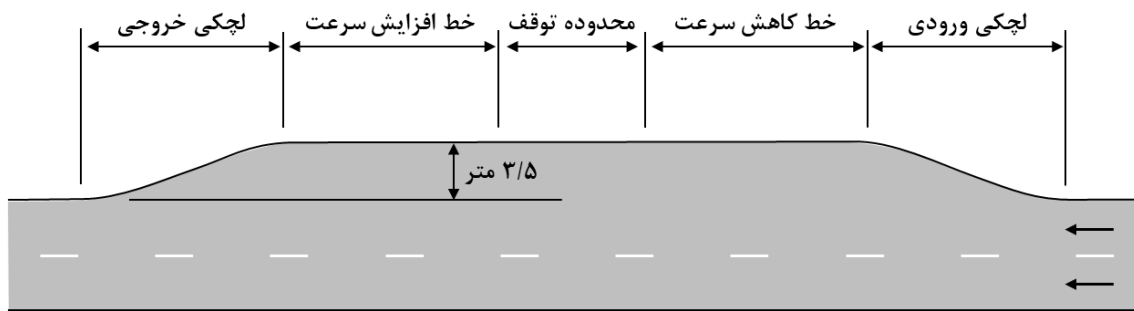 لچکی ورودی
خط کاهش سرعت
محدوده توقف
خط افزایش سرعت
لچکی خروجی
۳/۵ متر